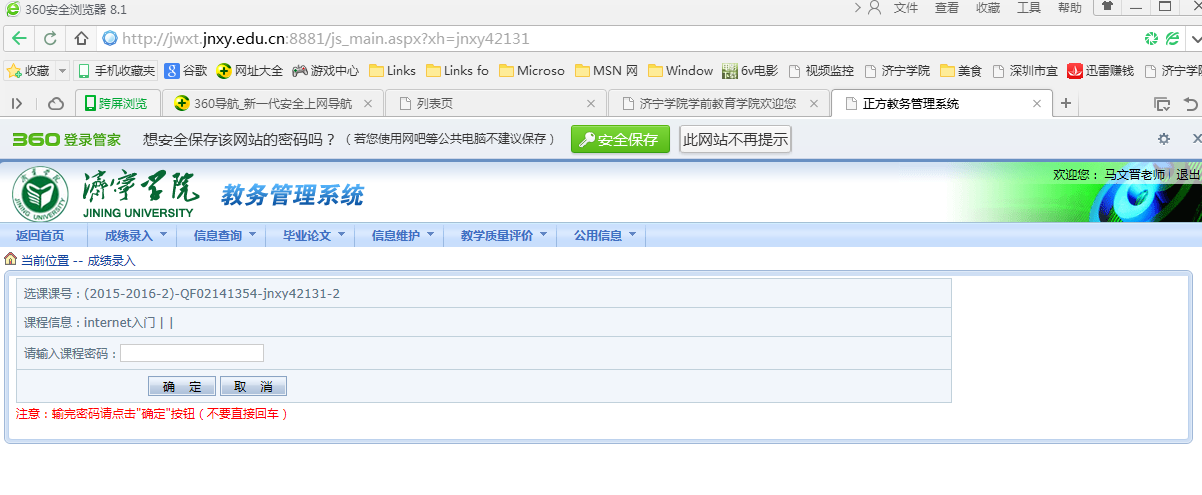 360安全浏览器 8.1
文件 查看 收藏 工具 帮助
http://jwxt.jnxy.edu.cn:8881/js_main.aspx?xh=jnxy42131
收藏 手机收藏夹 谷歌 网址大全 游戏中心 Links Links fo Microso MSN 网 Window 6v电影 视频监控 济宁学院 美食 深圳市宜 迅雷赚钱 济宁学
跨屏浏览 360导航_新一代安全上网导航 列表页 济宁学院学前教育学院欢迎您 正方教务管理系统
360 登录管家 想安全保存该网站的密码吗？（若您使用网吧等公共电脑不建议保存） 安全保存 此网站不再提示
济宁学院 教务管理系统
JINING UNIVERSITY
欢迎您： 马文晋老师 退出
返回首页 成绩录入 信息查询 毕业论文 信息维护 教学质量评价 公用信息
当前位置 -- 成绩录入
选课课号：(2015-2016-2)-QF02141354-jnxy42131-2
课程信息：internet入门 | |
请输入课程密码：
确 定 取 消
注意：输完密码请点击"确定"按钮（不要直接回车）